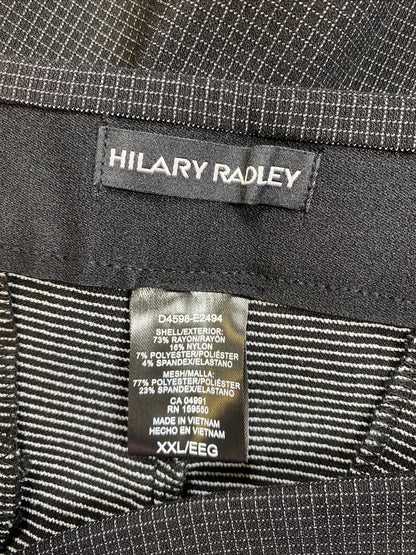 HILARY RADLEY
D4598-E2494
SHELL/EXTERIOR:
73% RAYON/RAYÓN
16% NYLON
7% POLYESTER/POLIÉSTER
4% SPANDEX/ELASTANO
MESH/MALLA:
77% POLYESTER/POLIÉSTER
23% SPANDEX/ELASTANO
CA 04991
RN 169550
MADE IN VIETNAM
HECHO EN VIETNAM
XXL/EEG